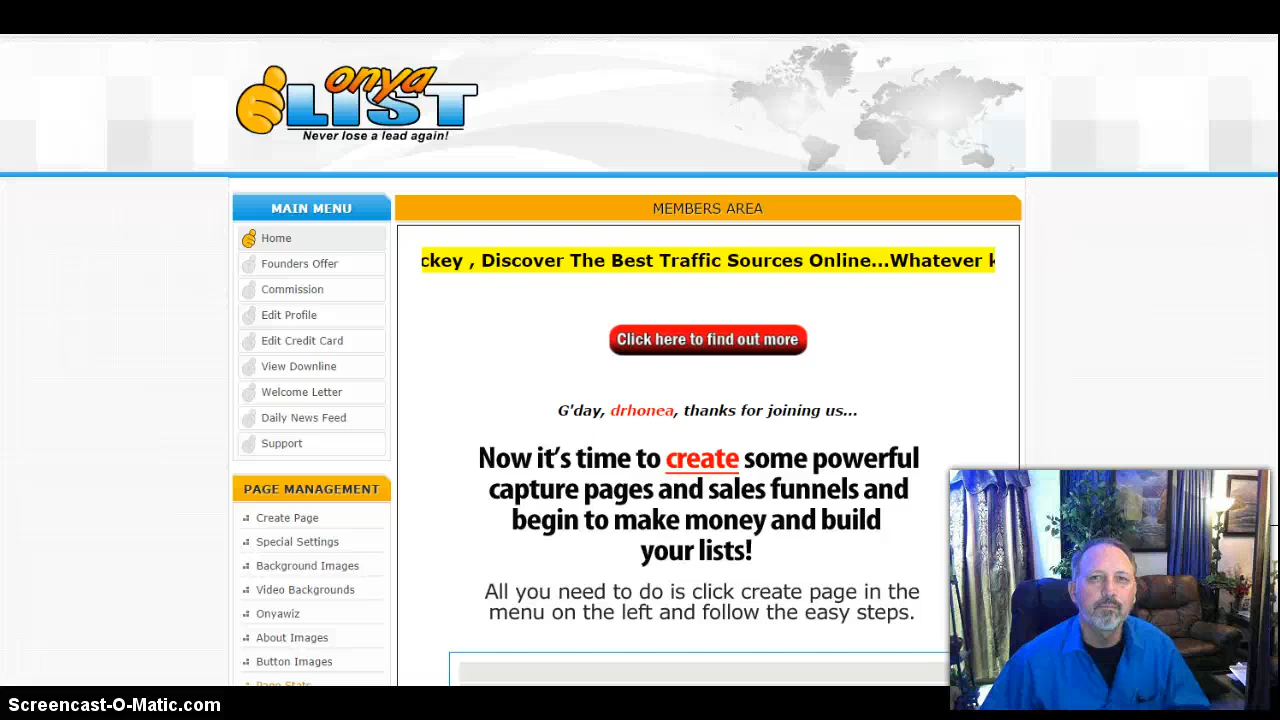 onya
LIST
Never lose a lead again!
MAIN MENU
Home
Founders Offer
Commission
Edit Profile
Edit Credit Card
View Downline
Welcome Letter
Daily News Feed
Support
PAGE MANAGEMENT
Create Page
Special Settings
Background Images
Video Backgrounds
Onyawiz
About Images
Button Images
Page Stats
MEMBERS AREA
ckey , Discover The Best Traffic Sources Online...Whatever k
Click here to find out more
G'day, drhonea, thanks for joining us...
Now it's time to create some powerful
capture pages and sales funnels and
begin to make money and build
your lists!
All you need to do is click create page in the
menu on the left and follow the easy steps.
Screencast-O-Matic.com